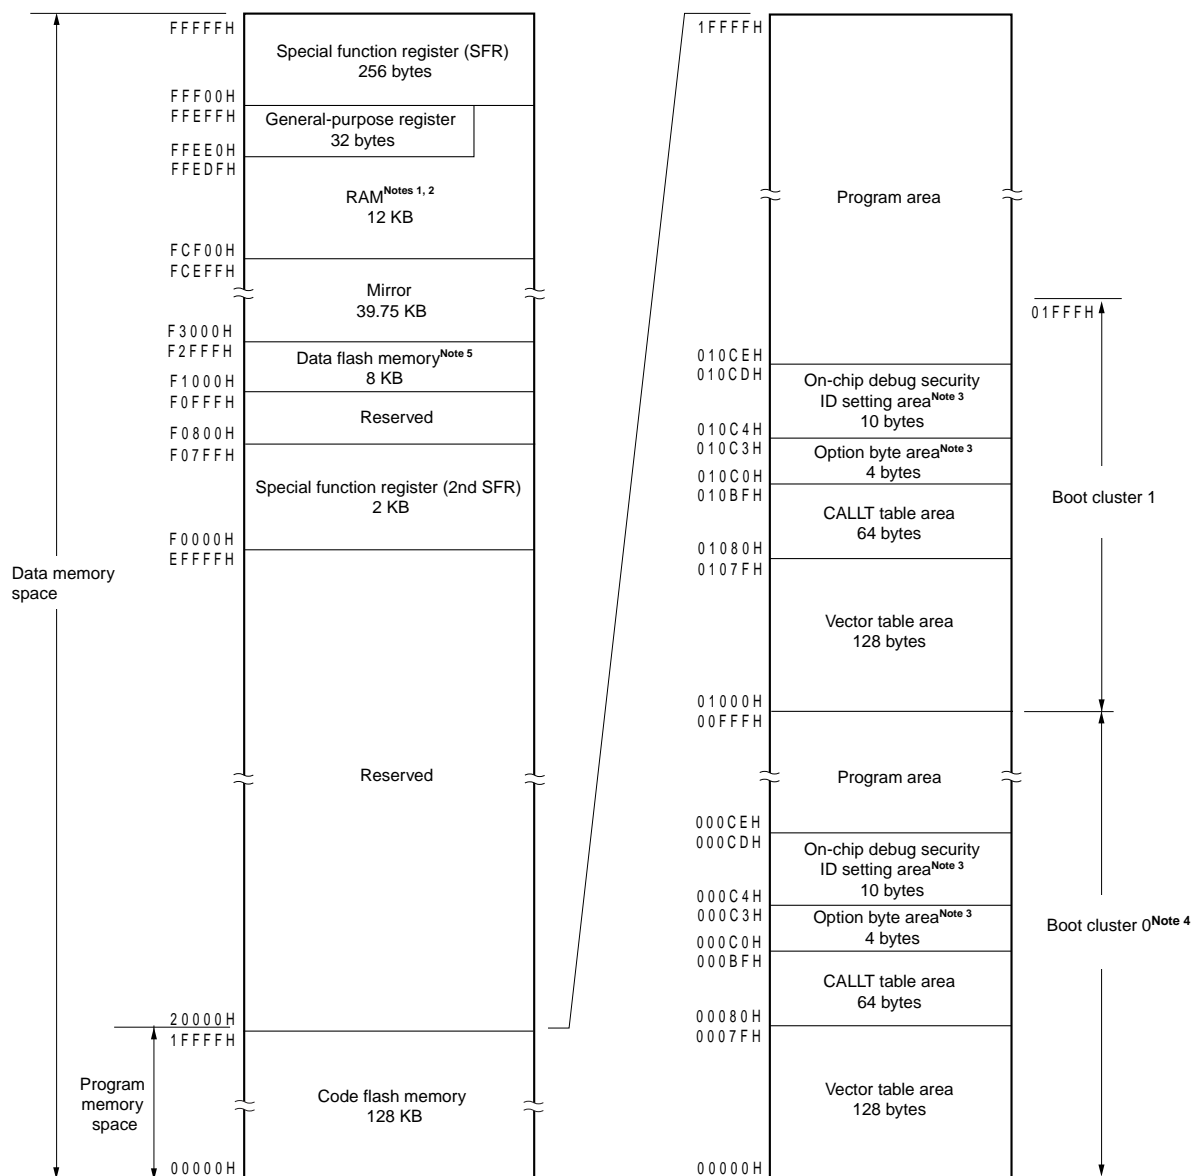 FFFFFH
Special function register (SFR)
256 bytes
FFF00H
FFEFFH
General-purpose register
32 bytes
FFEE0H
FFEDFH
RAMNotes 1, 2
12 KB
FCF00H
FCEFFH
Mirror
39.75 KB
F3000H
F2FFFH
Data flash memoryNote 5
8 KB
F1000H
F0FFFH
Reserved
F0800H
F07FFH
Special function register (2nd SFR)
2 KB
F0000H
EFFFFH
Data memory
space
Reserved
20000H
1FFFFH
Program
memory
space
Code flash memory
128 KB
00000H
1FFFFH
Program area
01FFFH
010CEH
010CDH
On-chip debug security
ID setting areaNote 3
10 bytes
010C4H
010C3H
Option byte areaNote 3
4 bytes
010C0H
010BFH
Boot cluster 1
CALLT table area
64 bytes
01080H
0107FH
Vector table area
128 bytes
01000H
00FFFH
Program area
000CEH
000CDH
On-chip debug security
ID setting areaNote 3
10 bytes
000C4H
000C3H
Option byte areaNote 3
4 bytes
Boot cluster 0Note 4
000C0H
000BFH
CALLT table area
64 bytes
00080H
0007FH
Vector table area
128 bytes
00000H